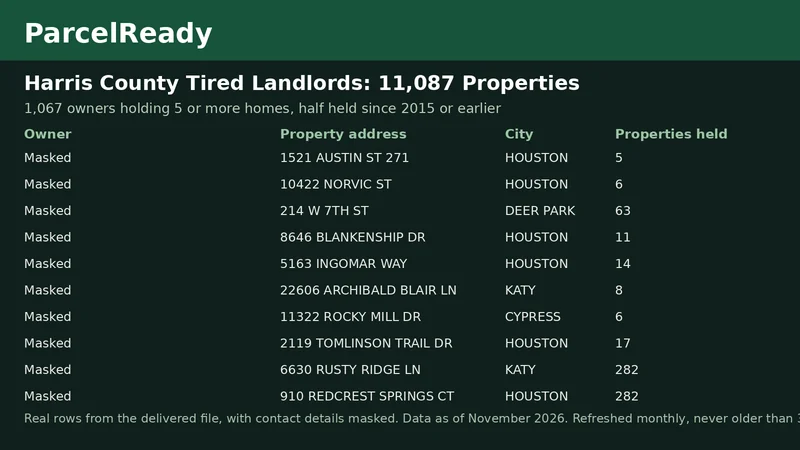 ParcelReady
Harris County Tired Landlords: 11,087 Properties
1,067 owners holding 5 or more homes, half held since 2015 or earlier
Owner Property address City Properties held
Masked 1521 AUSTIN ST 271 HOUSTON 5
Masked 10422 NORVIC ST HOUSTON 6
Masked 214 W 7TH ST DEER PARK 63
Masked 8646 BLANKENSHIP DR HOUSTON 11
Masked 5163 INGOMAR WAY HOUSTON 14
Masked 22606 ARCHIBALD BLAIR LN KATY 8
Masked 11322 ROCKY MILL DR CYPRESS 6
Masked 2119 TOMLINSON TRAIL DR HOUSTON 17
Masked 6630 RUSTY RIDGE LN KATY 282
Masked 910 REDCREST SPRINGS CT HOUSTON 282
Real rows from the delivered file, with contact details masked. Data as of November 2026. Refreshed monthly, never older than